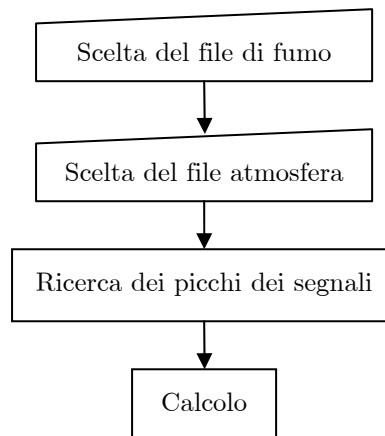 Scelta del file di fumo
Scelta del file atmosfera
Ricerca dei picchi dei segnali
Calcolo